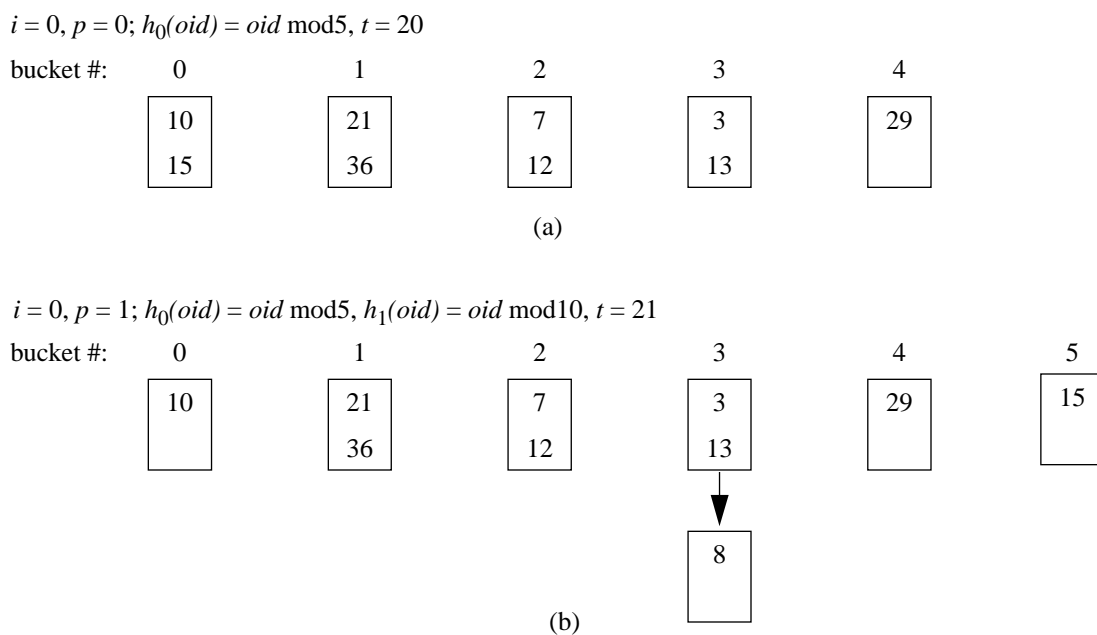 i = 0, p = 0; h0(oid) = oid mod5, t = 20
bucket #: 0 1 2 3 4
10 21 7 3 29
15 36 12 13
(a)
i = 0, p = 1; h0(oid) = oid mod5, h1(oid) = oid mod10, t = 21
bucket #: 0 1 2 3 4 5
10 21 7 3 29 15
36 12 13
8
(b)